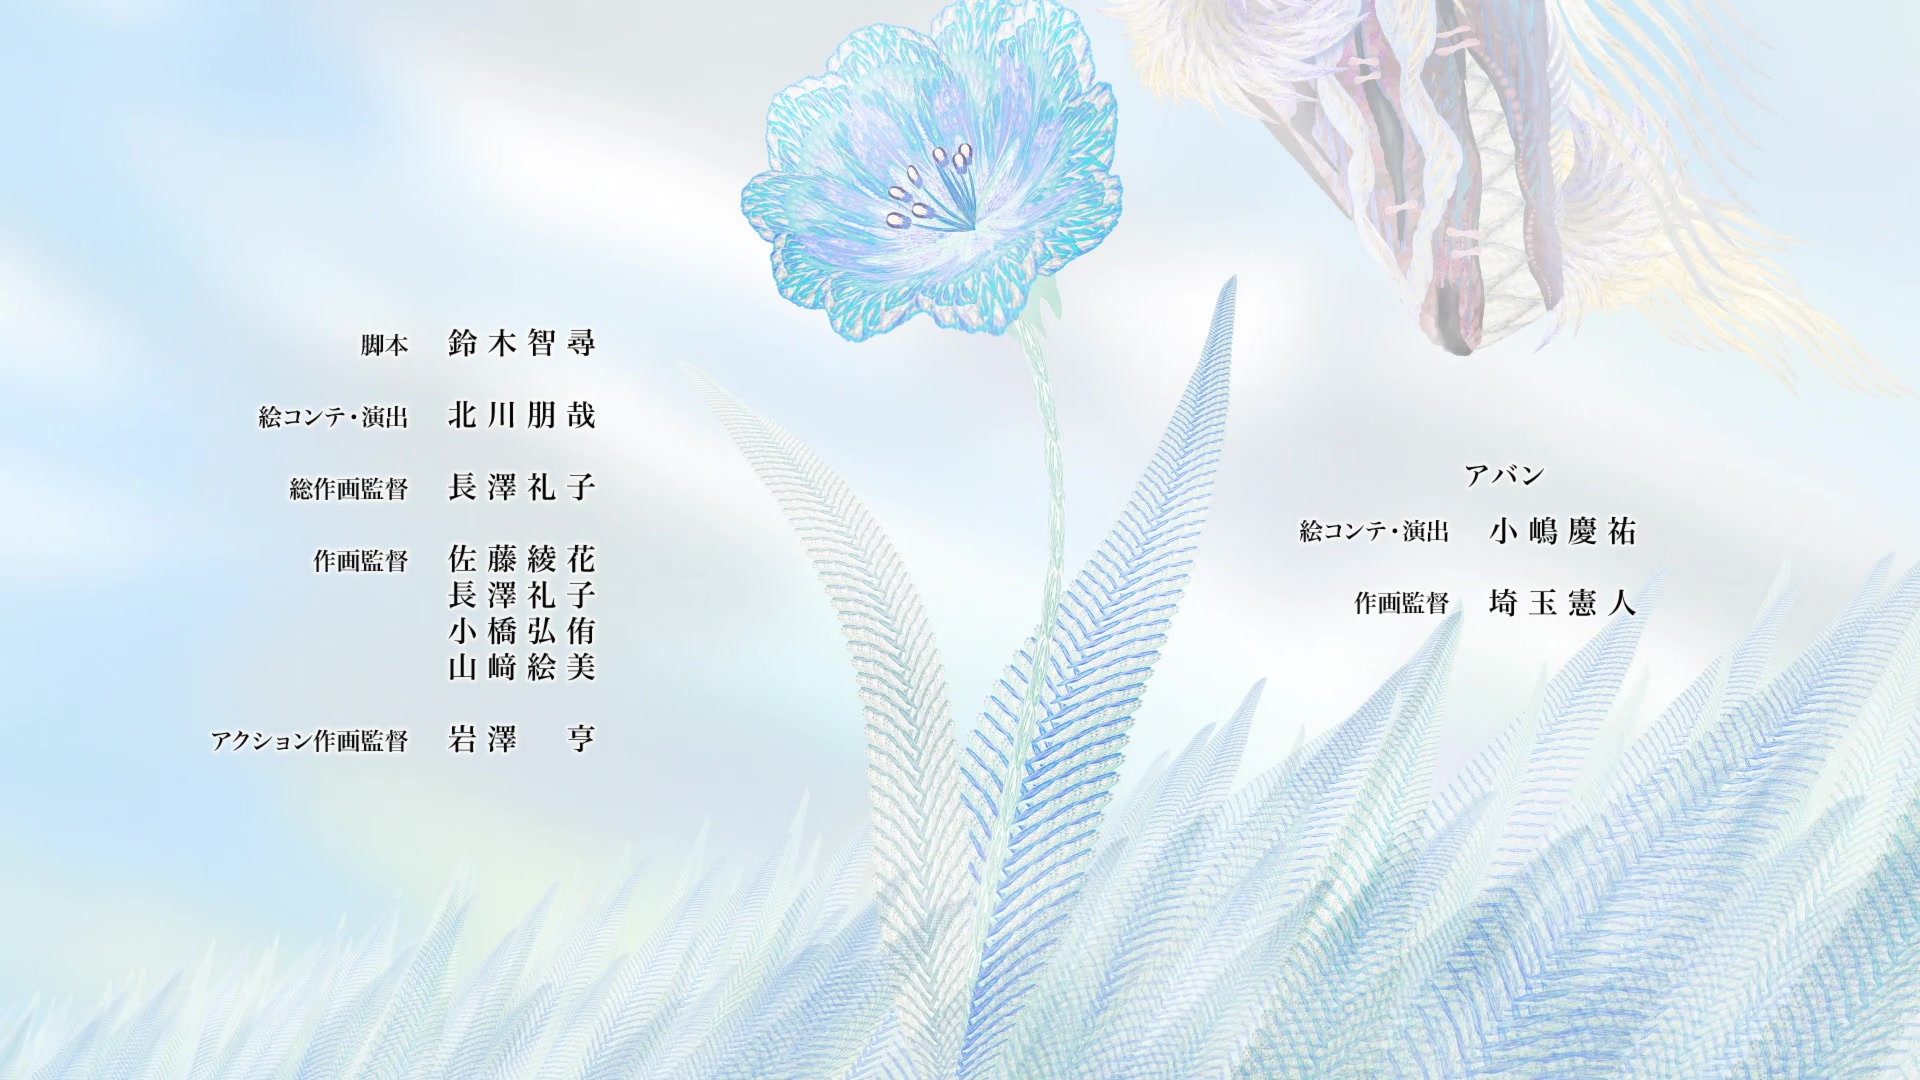 脚本 鈴木智尋
絵コンテ・演出 北川朋哉
総作画監督 長澤礼子
作画監督 佐藤綾花
長澤礼子
小橋弘侑
山﨑絵美
アクション作画監督 岩澤 亨
アバン
絵コンテ・演出 小嶋慶祐
作画監督 埼玉憲人